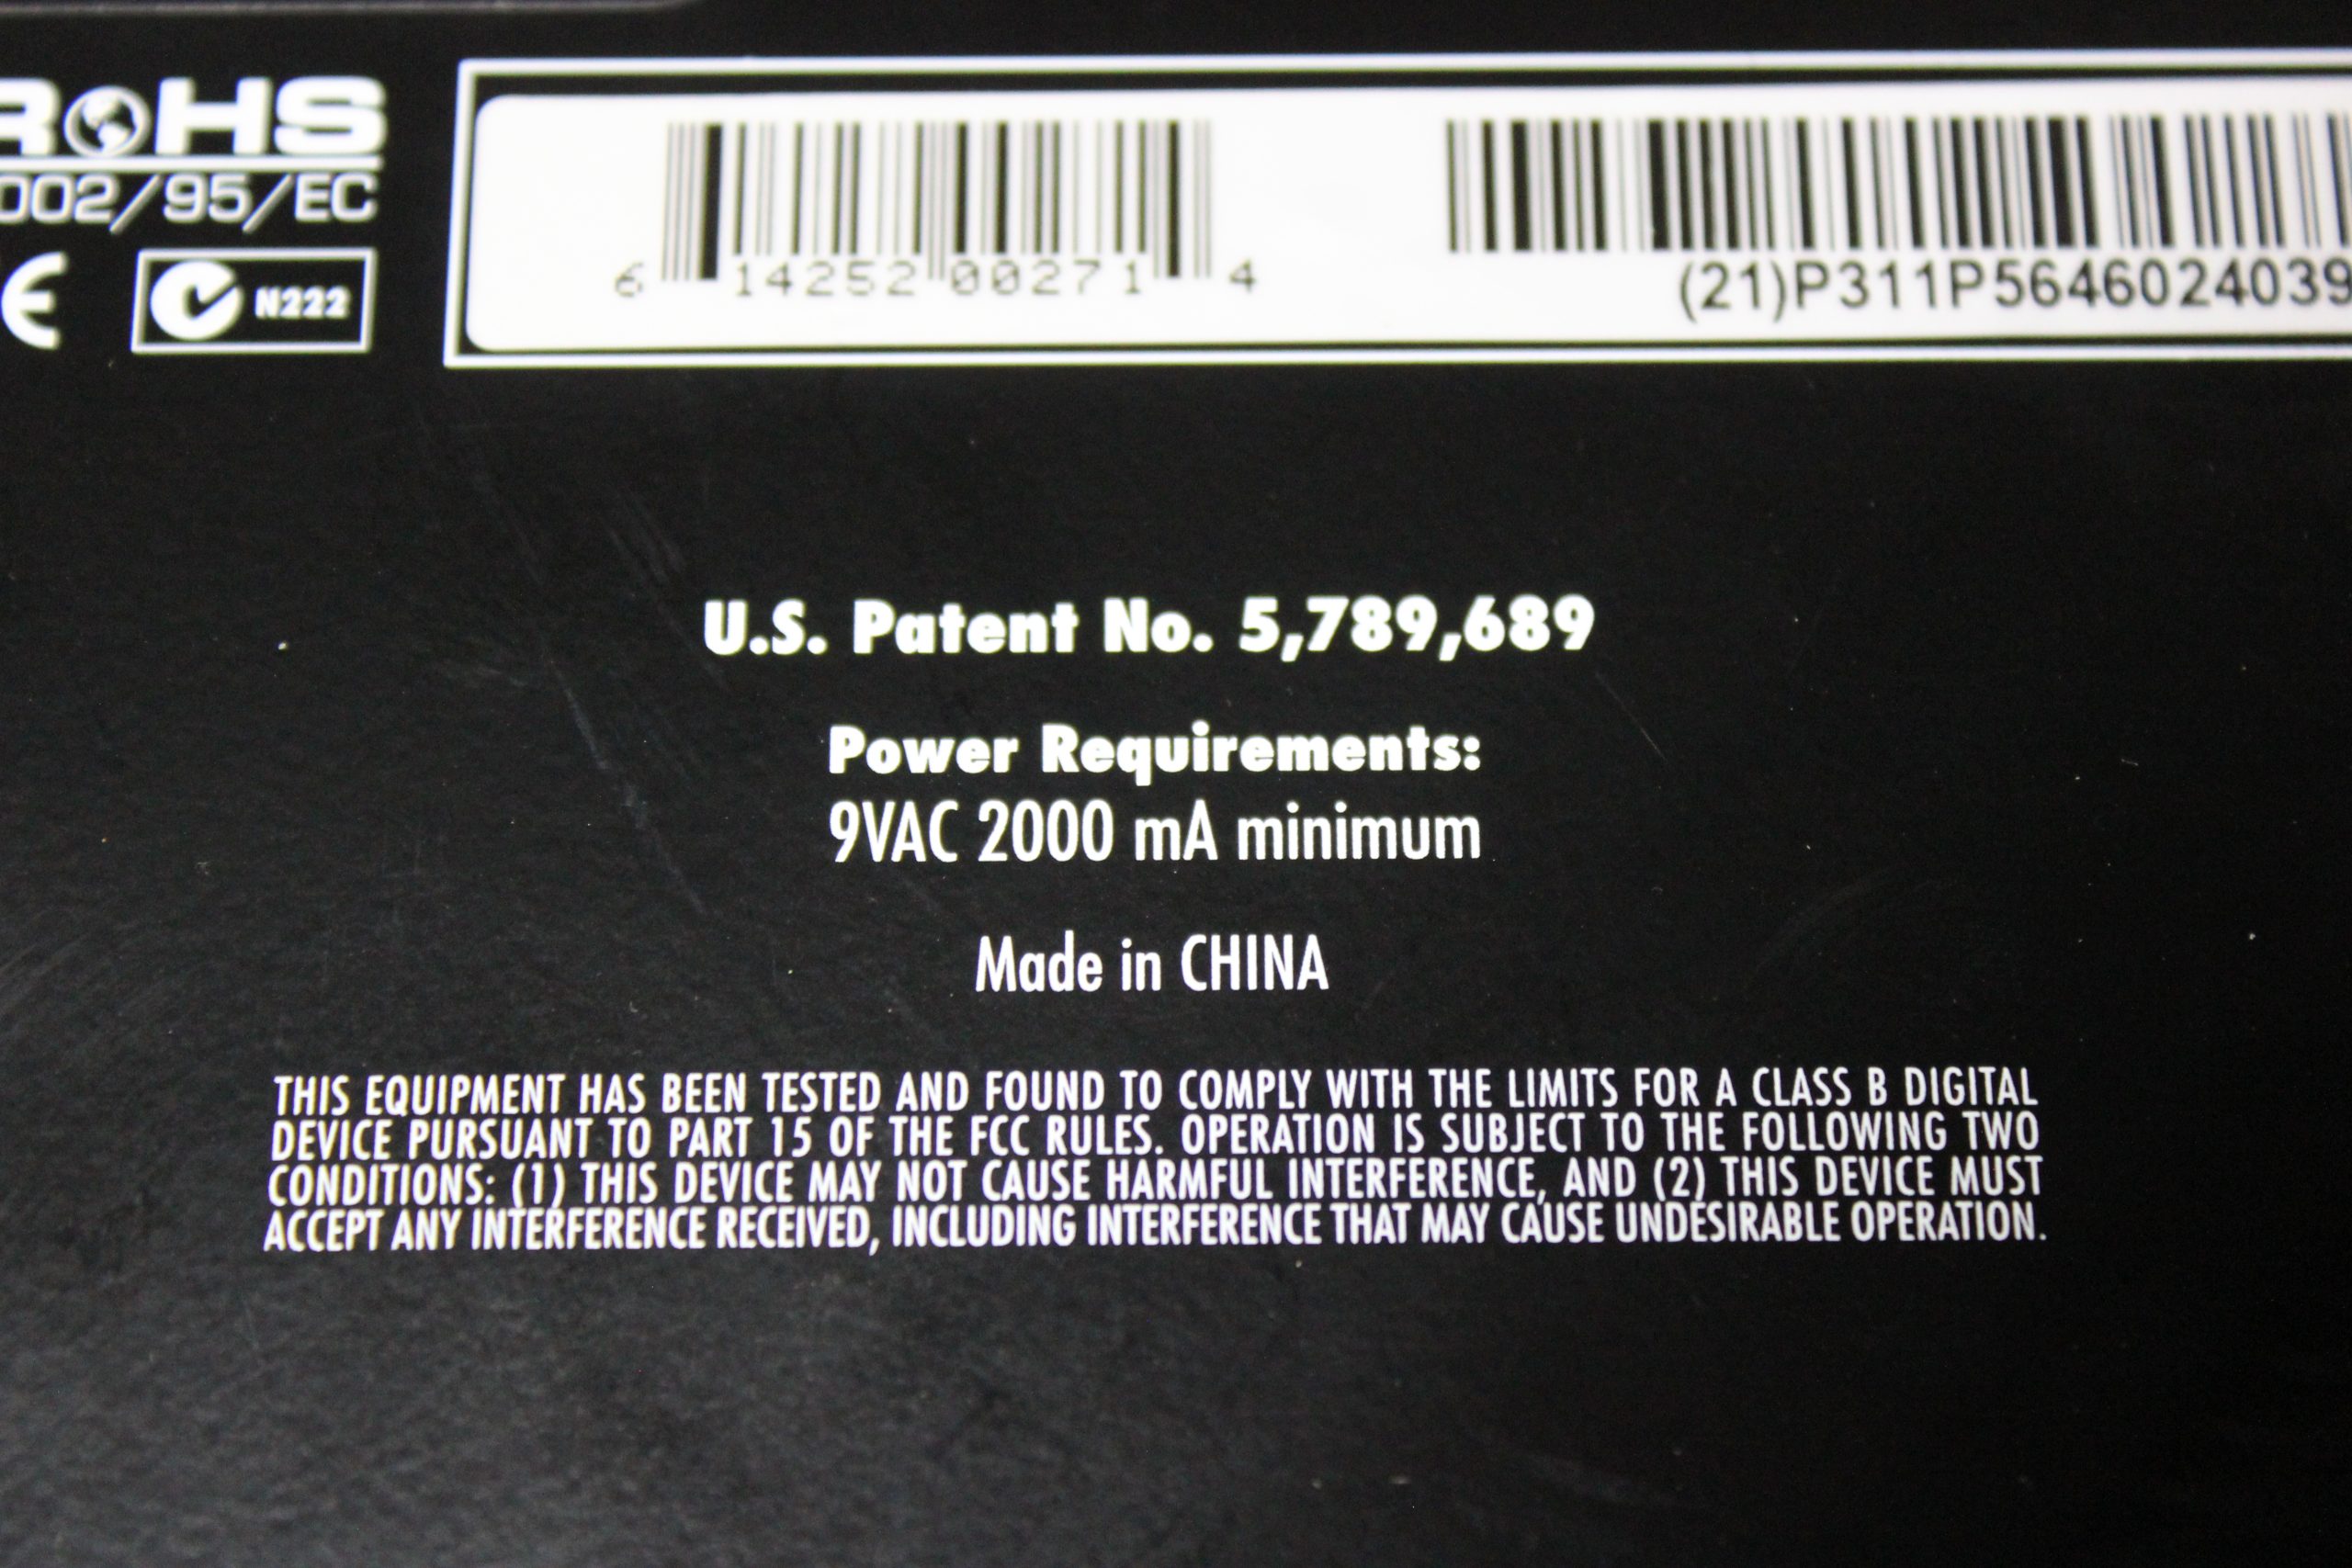 ROHS
002/95/EC
CE
N222
6 14252 00271 4
(21)P311P5646024039
U.S. Patent No. 5,789,689
Power Requirements:
9VAC 2000 mA minimum
Made in CHINA
THIS EQUIPMENT HAS BEEN TESTED AND FOUND TO COMPLY WITH THE LIMITS FOR A CLASS B DIGITAL
DEVICE PURSUANT TO PART 15 OF THE FCC RULES. OPERATION IS SUBJECT TO THE FOLLOWING TWO
CONDITIONS: (1) THIS DEVICE MAY NOT CAUSE HARMFUL INTERFERENCE, AND (2) THIS DEVICE MUST
ACCEPT ANY INTERFERENCE RECEIVED, INCLUDING INTERFERENCE THAT MAY CAUSE UNDESIRABLE OPERATION.